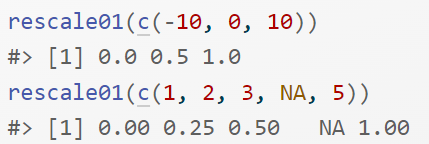 rescale01(c(-10, 0, 10))
#> [1] 0.0 0.5 1.0
rescale01(c(1, 2, 3, NA, 5))
#> [1] 0.00 0.25 0.50   NA 1.00